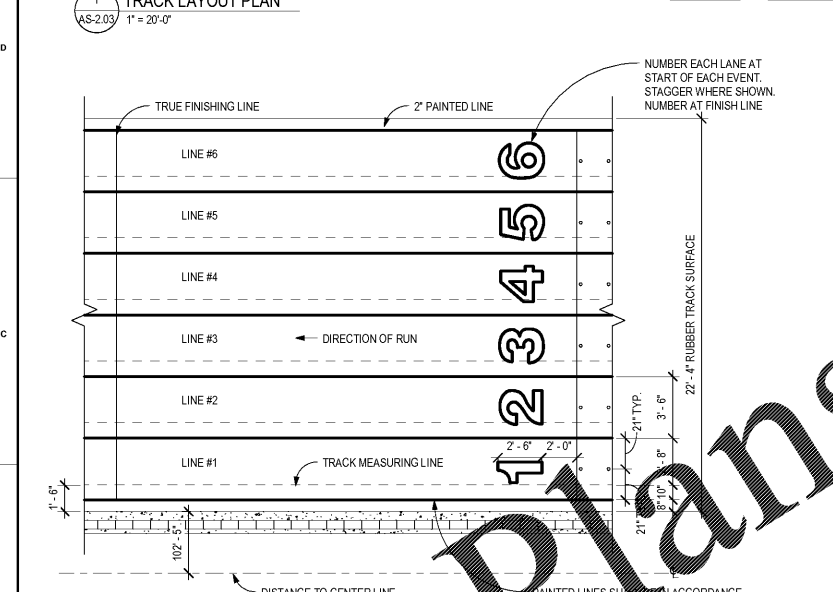 TRACK LAYOUT PLAN
1
AS-2.03
1" = 20'-0"
D
NUMBER EACH LANE AT
START OF EACH EVENT.
STAGGER WHERE SHOWN.
NUMBER AT FINISH LINE
TRUE FINISHING LINE
2" PAINTED LINE
LINE #6
6
LINE #5
5
LINE #4
4
22' - 4" RUBBER TRACK SURFACE
C
LINE #3
DIRECTION OF RUN
3
LINE #2
2
21" TYP.
3' - 6"
2' - 6"
2' - 0"
LINE #1
TRACK MEASURING LINE
1
1' - 6"
8"
10"
21"
102' - 5"
Plans
DISTANCE TO CENTER LINE
PAINTED LINES IN ACCORDANCE